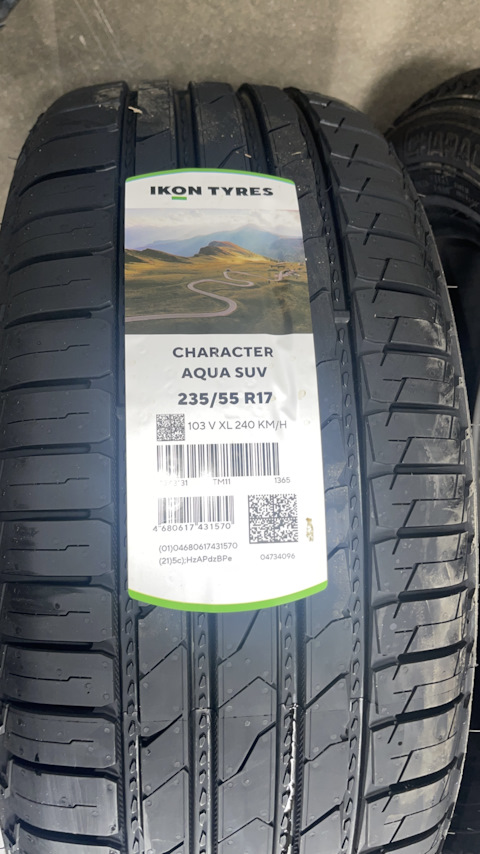 IKON TYRES
CHARACTER
AQUA SUV
235/55 R17
103 V XL 240 KM/H
TM11 1365
4 680617 431570
(01)04680617431570
(21)5c);HzAPdzBPe 04734096